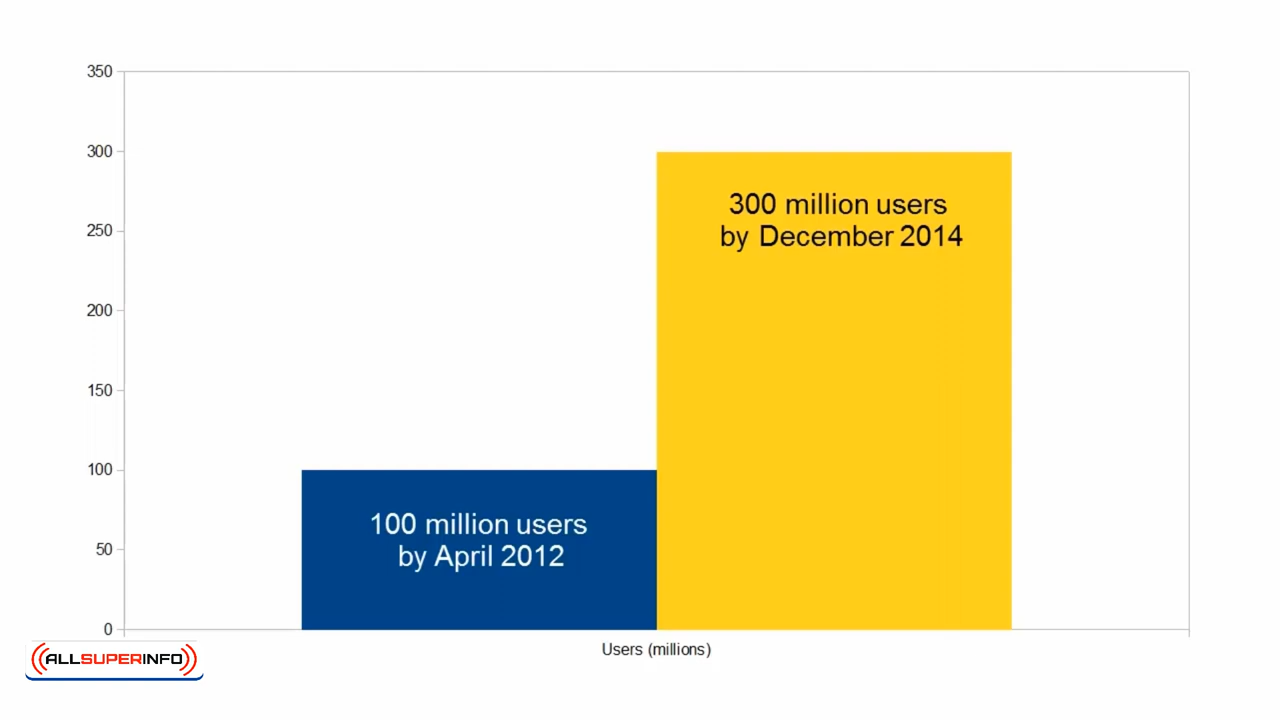 350
300
250
200
150
100
50
0
300 million users
by December 2014
100 million users
by April 2012
Users (millions)
ALLSUPERINFO